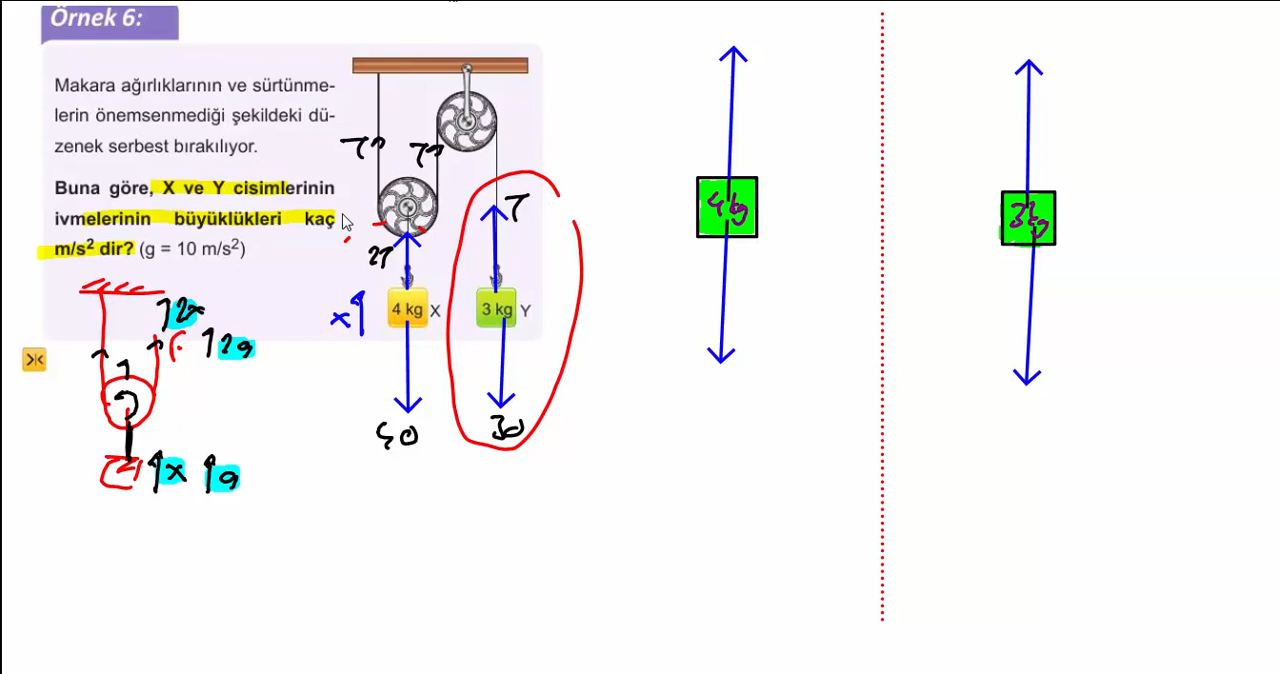 Örnek 6:
Makara ağırlıklarının ve sürtünme-
lerin önemsenmediği şekildeki dü-
zenek serbest bırakılıyor.
Buna göre, X ve Y cisimlerinin
ivmelerinin büyüklükleri kaç
m/s² dir? (g = 10 m/s²)
T
T
2T
T
4 kg X
3 kg Y
x
40
30
2x
2a
x
a
4kg
3kg